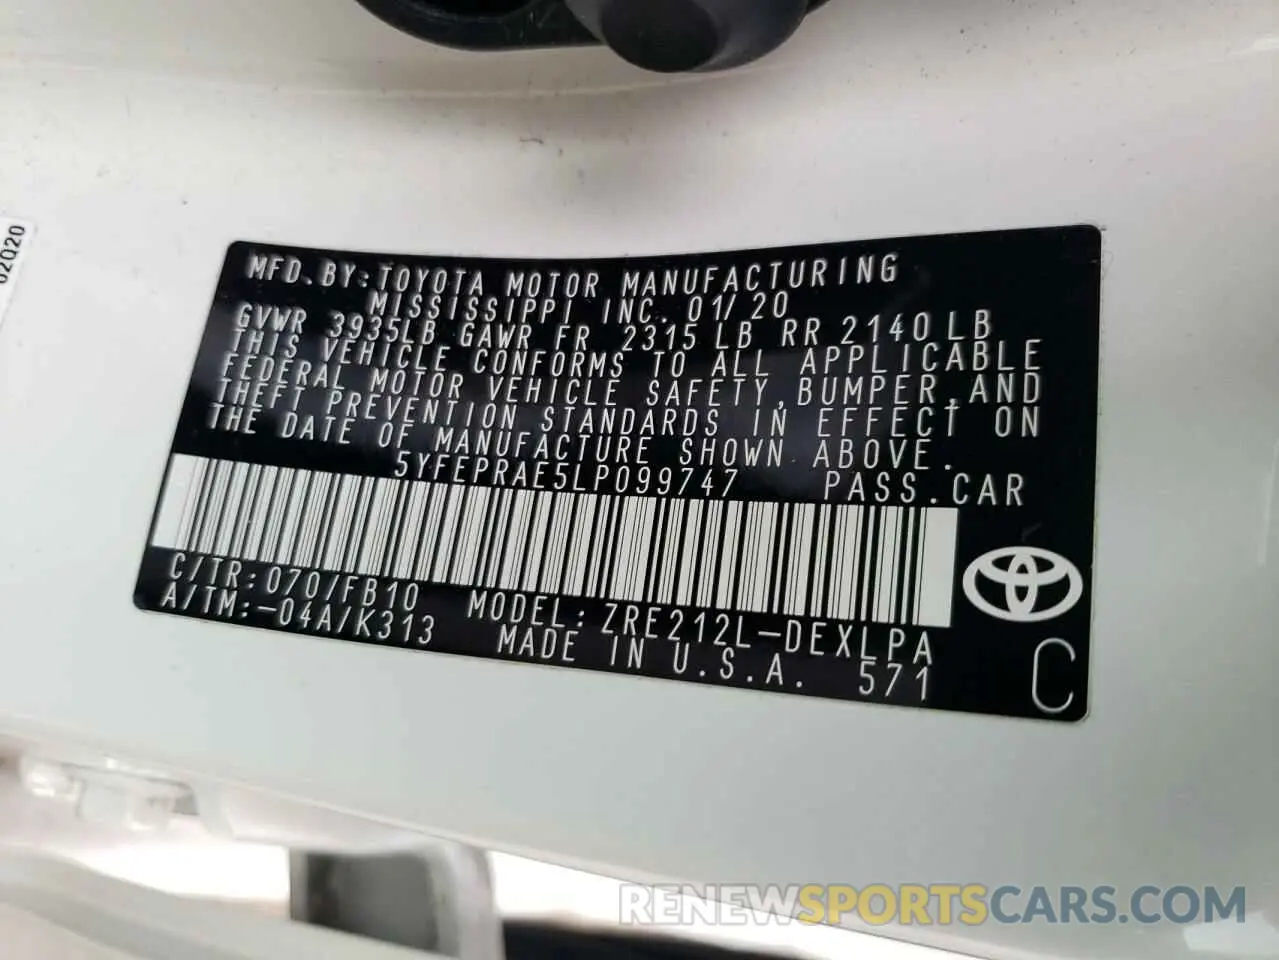 02020
MFD.BY:TOYOTA MOTOR MANUFACTURING
MISSISSIPPI INC. 01/20
GVWR 3935LB GAWR FR 2315 LB RR 2140 LB
THIS VEHICLE CONFORMS TO ALL APPLICABLE
FEDERAL MOTOR VEHICLE SAFETY,BUMPER,AND
THEFT PREVENTION STANDARDS IN EFFECT ON
THE DATE OF MANUFACTURE SHOWN ABOVE.
5YFEPRAE5LP099747 PASS.CAR
C/TR:070/FB10 MODEL:ZRE212L-DEXLPA
A/TM:-04A/K313 MADE IN U.S.A. 571 C
RENEWSPORTSCARS.COM